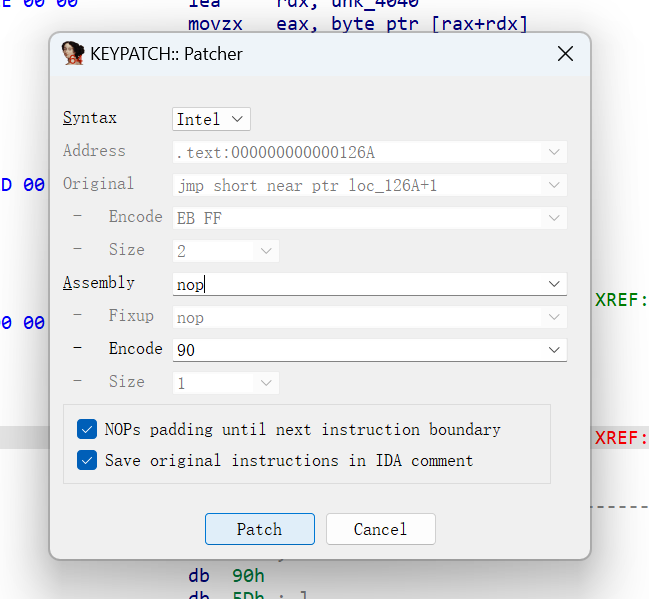 00 00 lea rdx, unk_4040
movzx eax, byte ptr [rax+rdx]
KEYPATCH:: Patcher
Syntax Intel
Address .text:000000000000126A
D 00
Original jmp short near ptr loc_126A+1
- Encode EB FF
- Size 2
Assembly nop
XREF:
00 00
- Fixup nop
- Encode 90
- Size 1
NOPs padding until next instruction boundary
XREF:
Save original instructions in IDA comment
Patch Cancel
db 90h
db 5Dh ; ]